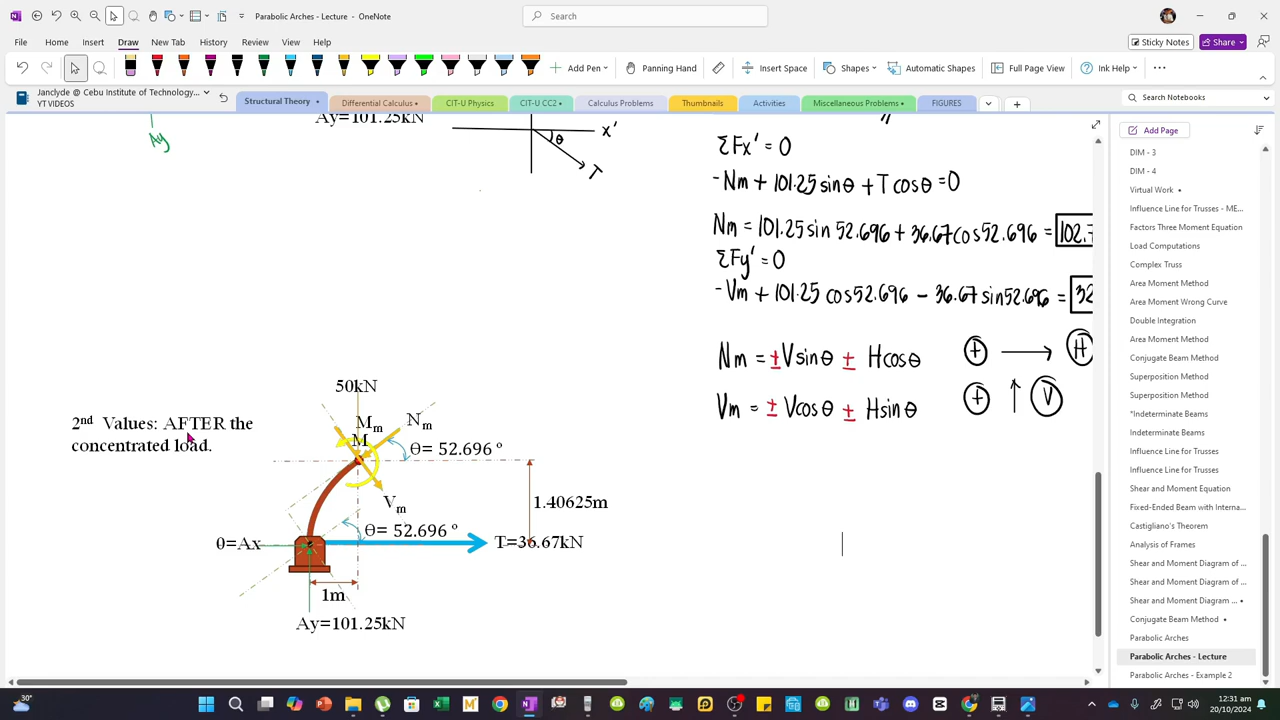 Parabolic Arches - Lecture - OneNote
Search
File Home Insert Draw New Tab History Review View Help
Sticky Notes
Share
Add Pen
Panning Hand
Insert Space
Shapes
Automatic Shapes
Full Page View
Ink Help
Jandyde @ Cebu Institute of Technology...
YT VIDEOS
Structural Theory
Differential Calculus
CIT-U Physics
CIT-U CC2
Calculus Problems
Thumbnails
Activities
Miscellaneous Problems
FIGURES
Search Notebooks
Add Page
Ay=101.25kN
Ay
x'
θ
T
ΣFx' = 0
-Nm + 101.25 sinθ + T cosθ = 0
Nm = 101.25 sin 52.696 + 36.67 cos 52.696 = 102.7
ΣFy' = 0
-Vm + 101.25 cos52.696 - 36.67 sin52.696 = 32
Nm = ±Vsinθ ± Hcosθ
+ → H
Vm = ± Vcosθ ± Hsinθ
+ ↑ V
2nd Values: AFTER the
concentrated load.
50kN
Mm
Nm
M
θ= 52.696 º
Vm
1.40625m
θ= 52.696 º
0=Ax
T=36.67kN
1m
Ay=101.25kN
DIM - 3
DIM - 4
Virtual Work
Influence Line for Trusses - ME...
Factors Three Moment Equation
Load Computations
Complex Truss
Area Moment Method
Area Moment Wrong Curve
Double Integration
Area Moment Method
Conjugate Beam Method
Superposition Method
Superposition Method
*Indeterminate Beams
Indeterminate Beams
Influence Line for Trusses
Influence Line for Trusses
Shear and Moment Equation
Fixed-Ended Beam with Interna...
Castigliano's Theorem
Analysis of Frames
Shear and Moment Diagram of ...
Shear and Moment Diagram of ...
Shear and Moment Diagram ...
Conjugate Beam Method
Parabolic Arches
Parabolic Arches - Lecture
Parabolic Arches - Example 2
30°
12:31 am
20/10/2024